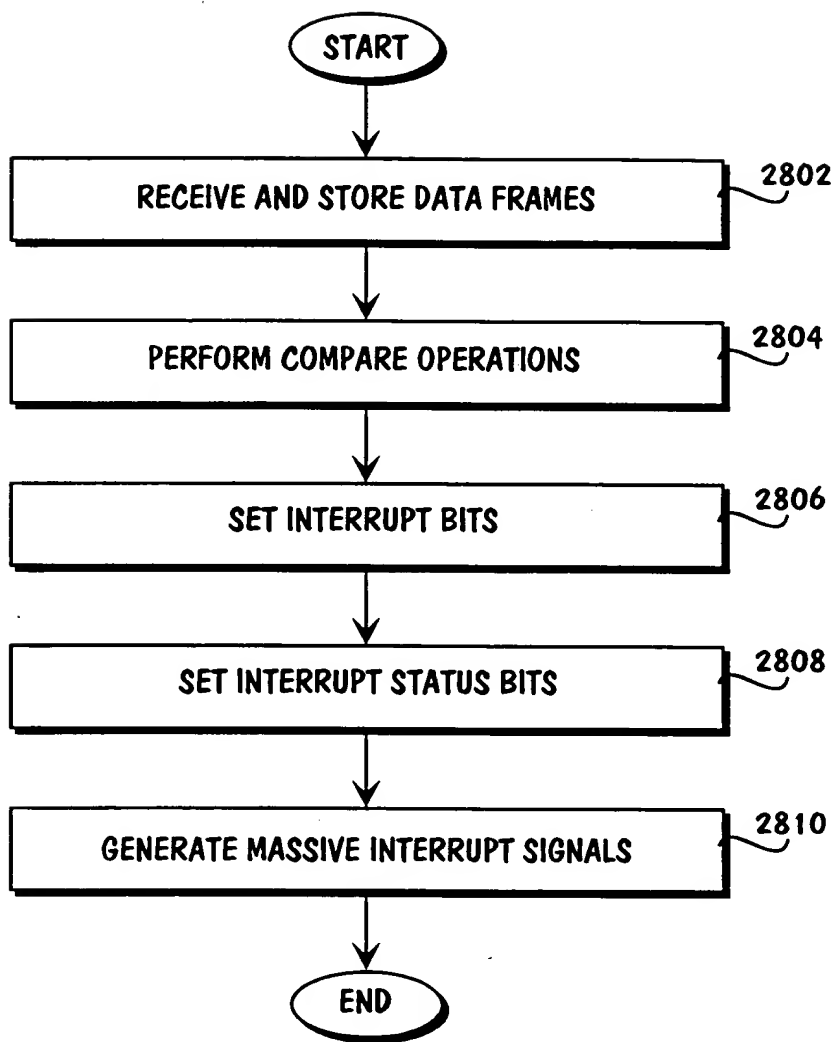 START
RECEIVE AND STORE DATA FRAMES
2802
PERFORM COMPARE OPERATIONS
2804
SET INTERRUPT BITS
2806
SET INTERRUPT STATUS BITS
2808
GENERATE MASSIVE INTERRUPT SIGNALS
2810
END